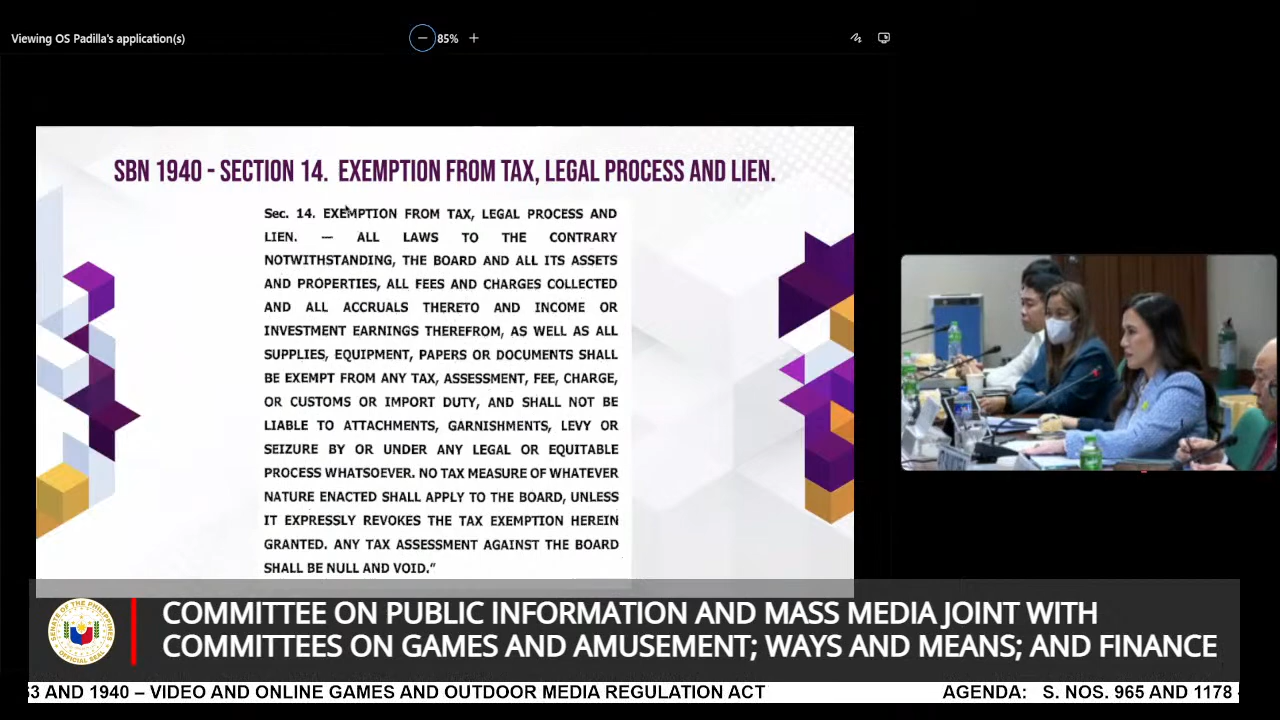 Viewing OS Padilla's application(s)
85%
SBN 1940 - SECTION 14. EXEMPTION FROM TAX, LEGAL PROCESS AND LIEN.
Sec. 14. EXEMPTION FROM TAX, LEGAL PROCESS AND
LIEN. — ALL LAWS TO THE CONTRARY
NOTWITHSTANDING, THE BOARD AND ALL ITS ASSETS
AND PROPERTIES, ALL FEES AND CHARGES COLLECTED
AND ALL ACCRUALS THERETO AND INCOME OR
INVESTMENT EARNINGS THEREFROM, AS WELL AS ALL
SUPPLIES, EQUIPMENT, PAPERS OR DOCUMENTS SHALL
BE EXEMPT FROM ANY TAX, ASSESSMENT, FEE, CHARGE,
OR CUSTOMS OR IMPORT DUTY, AND SHALL NOT BE
LIABLE TO ATTACHMENTS, GARNISHMENTS, LEVY OR
SEIZURE BY OR UNDER ANY LEGAL OR EQUITABLE
PROCESS WHATSOEVER. NO TAX MEASURE OF WHATEVER
NATURE ENACTED SHALL APPLY TO THE BOARD, UNLESS
IT EXPRESSLY REVOKES THE TAX EXEMPTION HEREIN
GRANTED. ANY TAX ASSESSMENT AGAINST THE BOARD
SHALL BE NULL AND VOID.”
COMMITTEE ON PUBLIC INFORMATION AND MASS MEDIA JOINT WITH
COMMITTEES ON GAMES AND AMUSEMENT; WAYS AND MEANS; AND FINANCE
SENATE OF THE PHILIPPINES
OFFICIAL SEAL
3 AND 1940 – VIDEO AND ONLINE GAMES AND OUTDOOR MEDIA REGULATION ACT AGENDA: S. NOS. 965 AND 1178